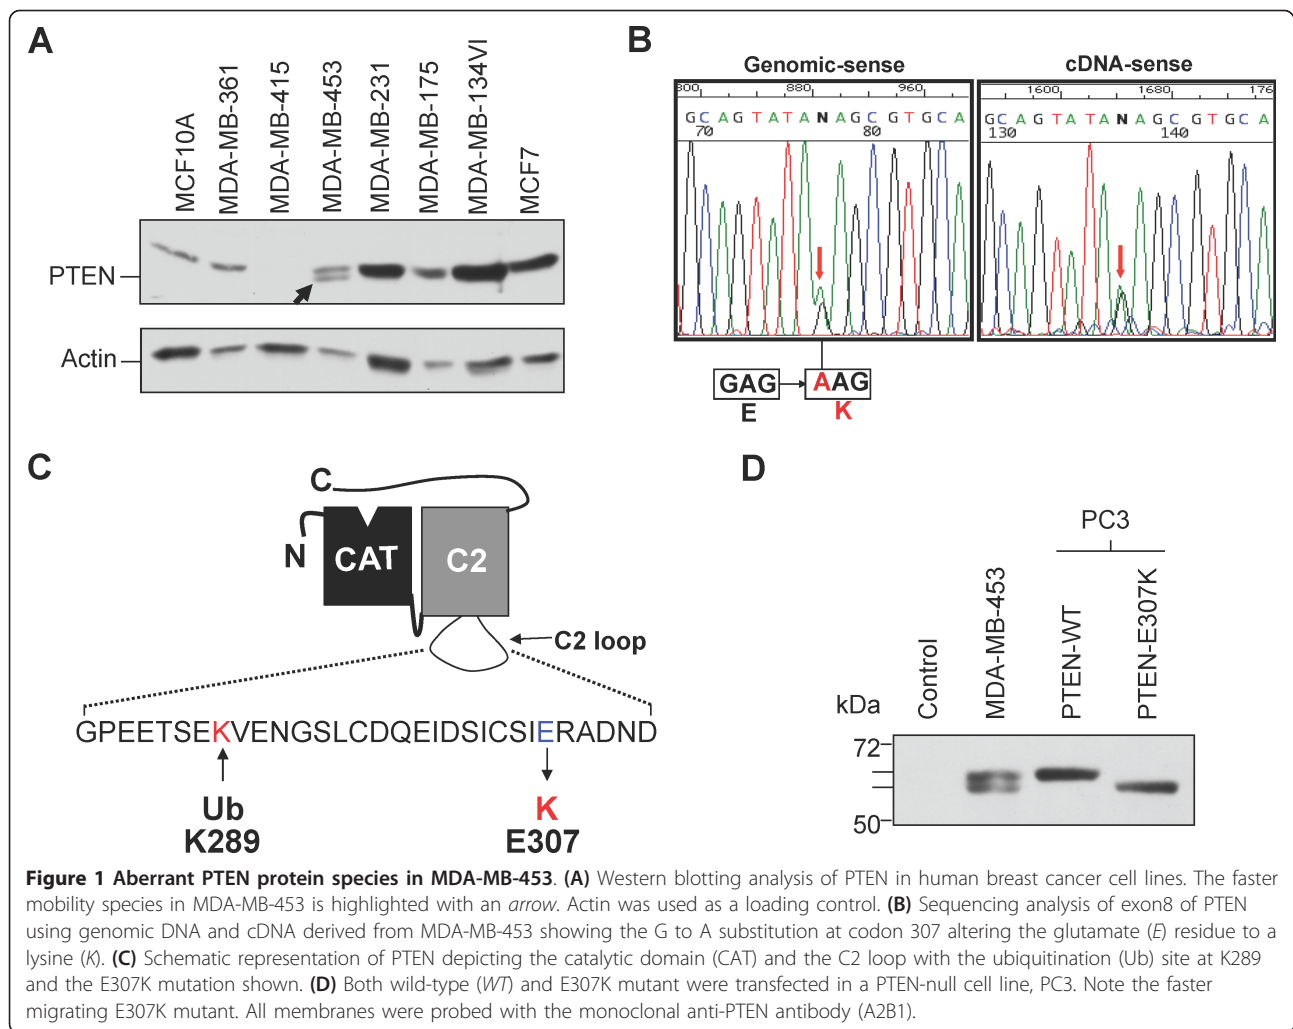 A
MCF10A
MDA-MB-361
MDA-MB-415
MDA-MB-453
MDA-MB-231
MDA-MB-175
MDA-MB-134VI
MCF7
PTEN
Actin
B
Genomic-sense
cDNA-sense
800 880 960
GCAGTATANAGCGTGCA
70 80
1600 1680 176
GCAGTATANAGCGTGCA
130 140
GAG AAG
E K
C
C
N
CAT
C2
C2 loop
GPEETSEKVENGSLCDQEIDSICSIERADND
Ub
K289
K
E307
D
PC3
kDa
Control
MDA-MB-453
PTEN-WT
PTEN-E307K
72
50
Figure 1 Aberrant PTEN protein species in MDA-MB-453. (A) Western blotting analysis of PTEN in human breast cancer cell lines. The faster
mobility species in MDA-MB-453 is highlighted with an arrow. Actin was used as a loading control. (B) Sequencing analysis of exon8 of PTEN
using genomic DNA and cDNA derived from MDA-MB-453 showing the G to A substitution at codon 307 altering the glutamate (E) residue to a
lysine (K). (C) Schematic representation of PTEN depicting the catalytic domain (CAT) and the C2 loop with the ubiquitination (Ub) site at K289
and the E307K mutation shown. (D) Both wild-type (WT) and E307K mutant were transfected in a PTEN-null cell line, PC3. Note the faster
migrating E307K mutant. All membranes were probed with the monoclonal anti-PTEN antibody (A2B1).